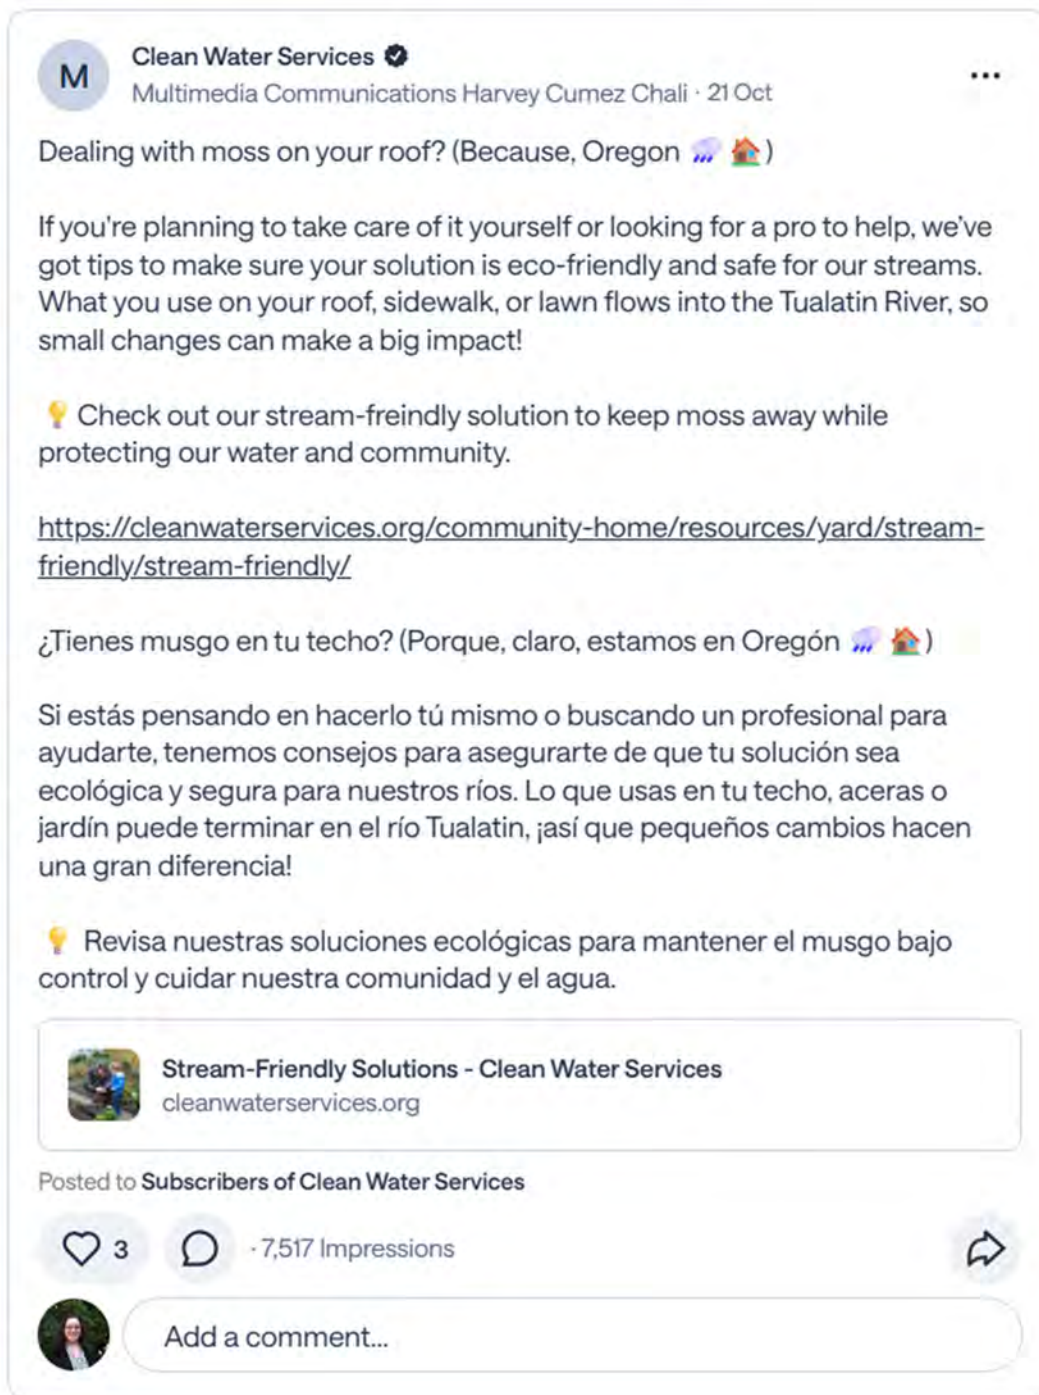 M
Clean Water Services
Multimedia Communications Harvey Cumez Chali · 21 Oct
Dealing with moss on your roof? (Because, Oregon 🌧️ 🏠)
If you're planning to take care of it yourself or looking for a pro to help, we've
got tips to make sure your solution is eco-friendly and safe for our streams.
What you use on your roof, sidewalk, or lawn flows into the Tualatin River, so
small changes can make a big impact!
💡 Check out our stream-freindly solution to keep moss away while
protecting our water and community.
https://cleanwaterservices.org/community-home/resources/yard/stream-
friendly/stream-friendly/
¿Tienes musgo en tu techo? (Porque, claro, estamos en Oregón 🌧️ 🏠)
Si estás pensando en hacerlo tú mismo o buscando un profesional para
ayudarte, tenemos consejos para asegurarte de que tu solución sea
ecológica y segura para nuestros ríos. Lo que usas en tu techo, aceras o
jardín puede terminar en el río Tualatin, ¡así que pequeños cambios hacen
una gran diferencia!
💡 Revisa nuestras soluciones ecológicas para mantener el musgo bajo
control y cuidar nuestra comunidad y el agua.
Stream-Friendly Solutions - Clean Water Services
cleanwaterservices.org
Posted to Subscribers of Clean Water Services
3 · 7,517 Impressions
Add a comment...